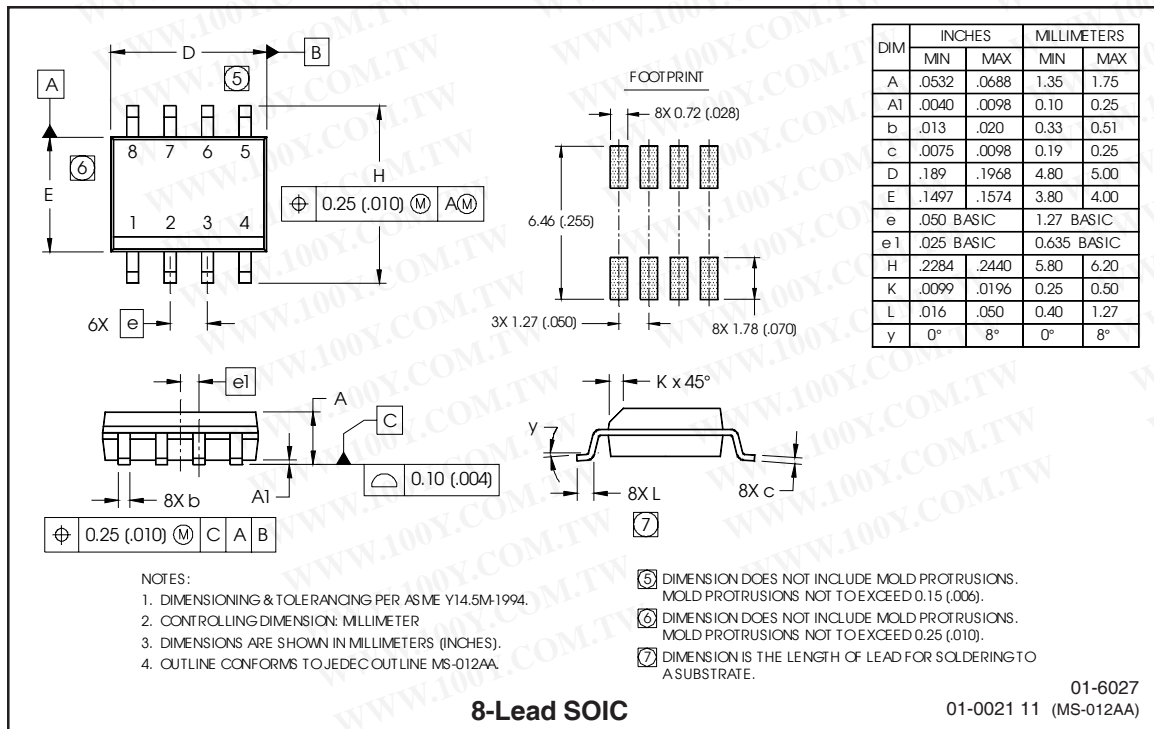 D
B
5
A
8 7 6 5
6
E
H
⌖ 0.25 (.010) Ⓜ AⓂ
1 2 3 4
6X e
FOOTPRINT
8X 0.72 (.028)
6.46 (.255)
3X 1.27 (.050)
8X 1.78 (.070)
DIM INCHES MILLIMETERS
MIN MAX MIN MAX
A .0532 .0688 1.35 1.75
A1 .0040 .0098 0.10 0.25
b .013 .020 0.33 0.51
c .0075 .0098 0.19 0.25
D .189 .1968 4.80 5.00
E .1497 .1574 3.80 4.00
e .050 BASIC 1.27 BASIC
e1 .025 BASIC 0.635 BASIC
H .2284 .2440 5.80 6.20
K .0099 .0196 0.25 0.50
L .016 .050 0.40 1.27
y 0° 8° 0° 8°
e1
A
C
0.10 (.004)
8X b
A1
⌖ 0.25 (.010) Ⓜ C A B
K x 45°
y
8X L
8X c
7
NOTES:
1. DIMENSIONING & TOLERANCING PER ASME Y14.5M-1994.
2. CONTROLLING DIMENSION: MILLIMETER
3. DIMENSIONS ARE SHOWN IN MILLIMETERS (INCHES).
4. OUTLINE CONFORMS TO JEDEC OUTLINE MS-012AA.
5 DIMENSION DOES NOT INCLUDE MOLD PROTRUSIONS.
MOLD PROTRUSIONS NOT TO EXCEED 0.15 (.006).
6 DIMENSION DOES NOT INCLUDE MOLD PROTRUSIONS.
MOLD PROTRUSIONS NOT TO EXCEED 0.25 (.010).
7 DIMENSION IS THE LENGTH OF LEAD FOR SOLDERING TO
A SUBSTRATE.
8-Lead SOIC
01-6027
01-0021 11 (MS-012AA)
WWW.100Y.COM.TW